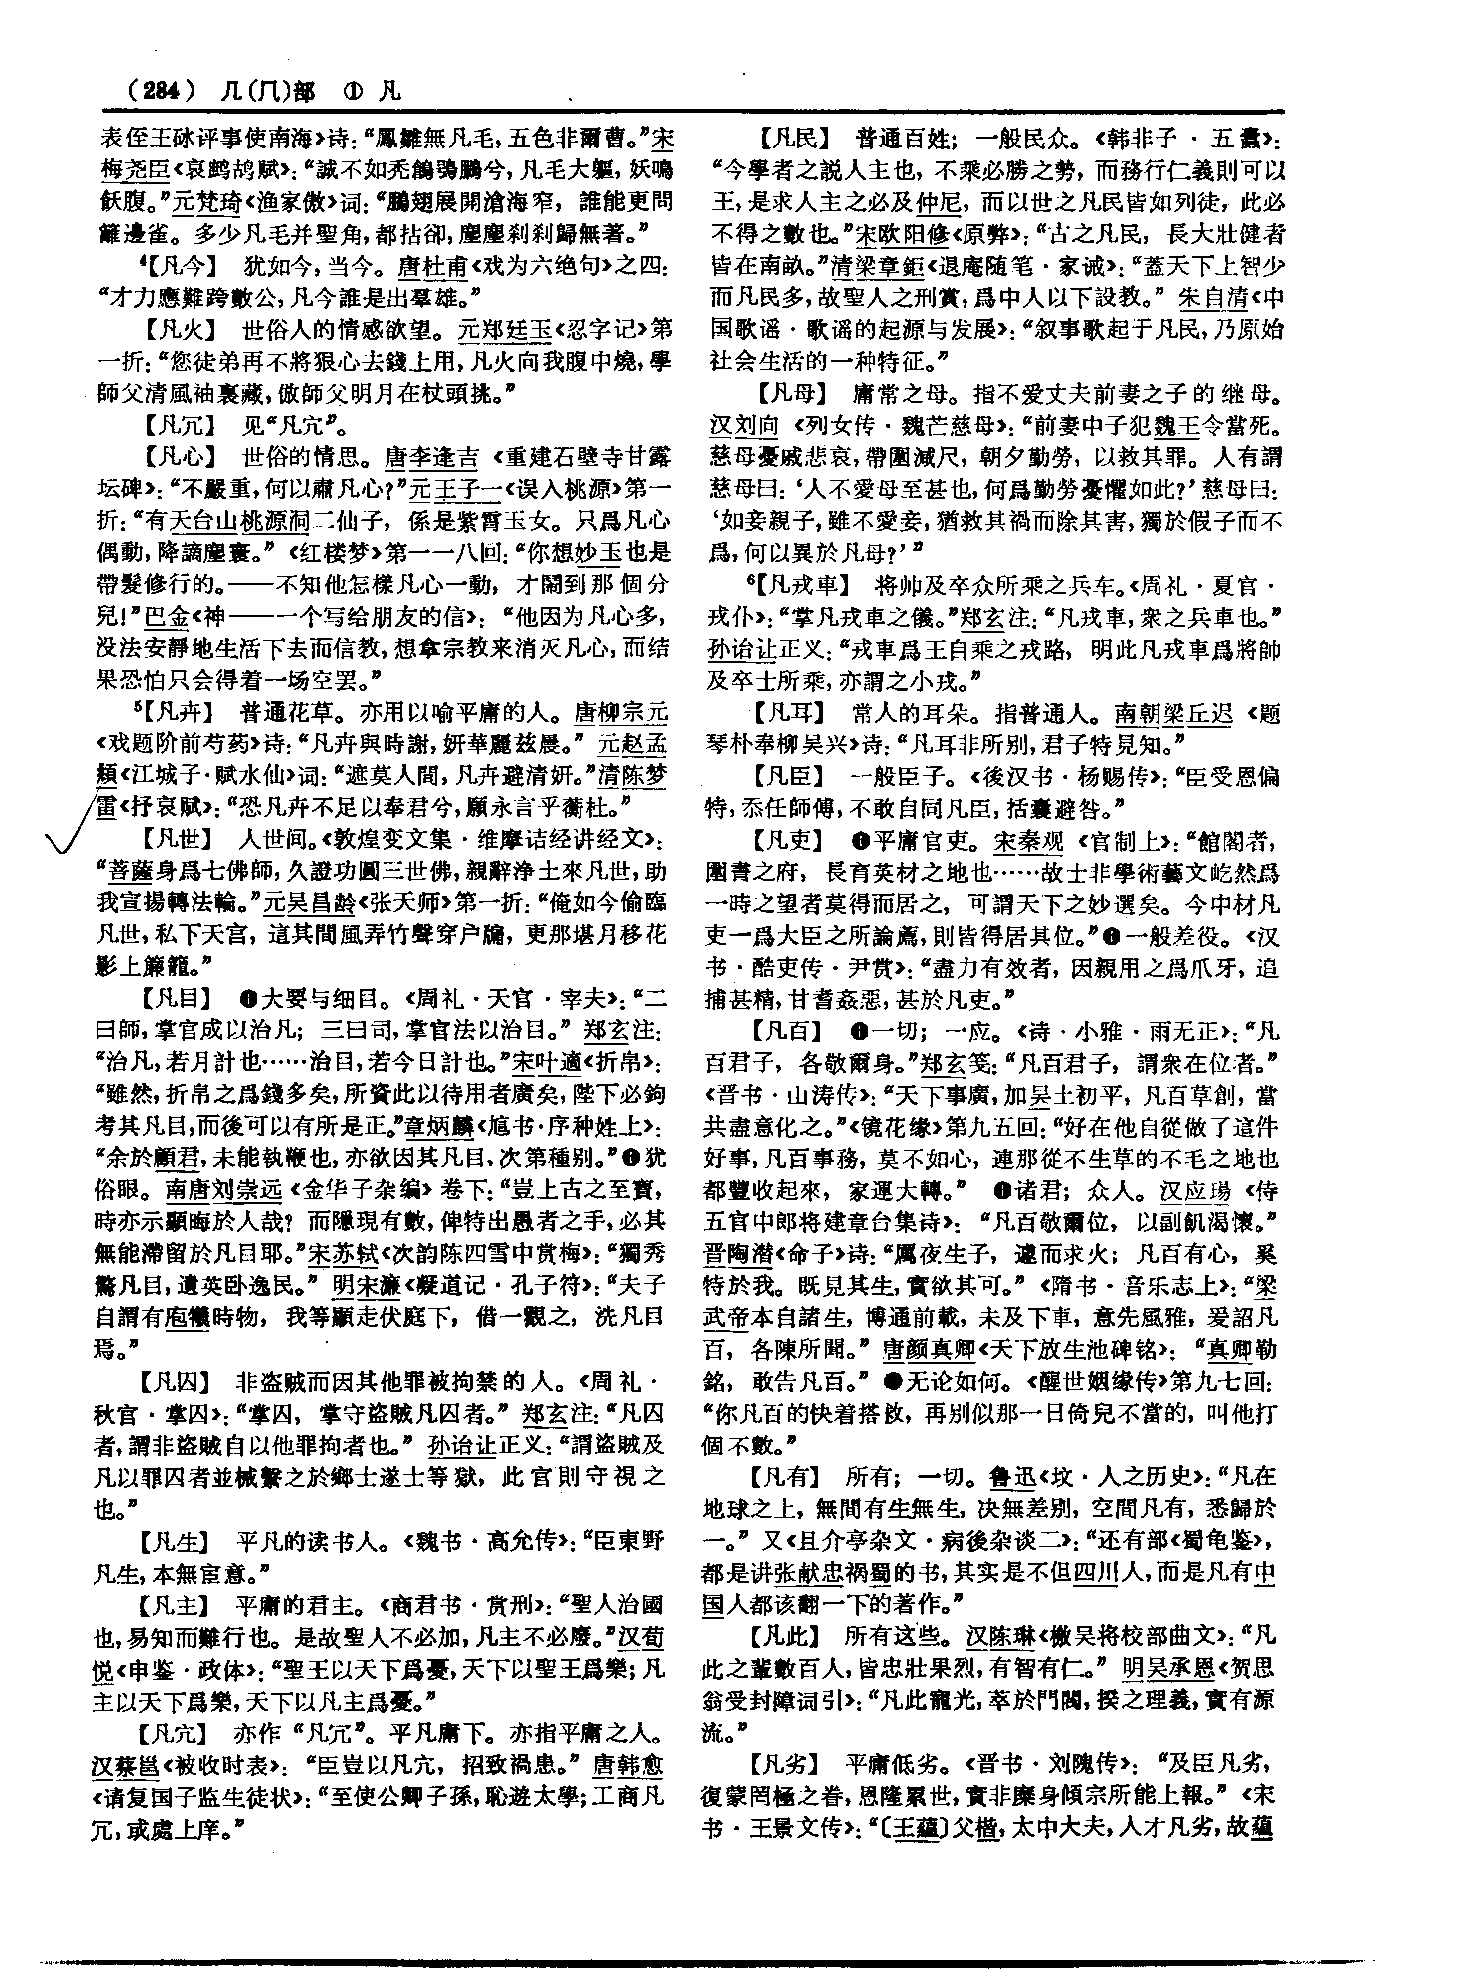 （284） 几(𠘨)部 ① 凡
表侄王砅评事使南海》诗：“鳳雛無凡毛，五色非爾曹。”宋
梅尧臣《哀鹧鸪赋》：“誠不如禿鶬鶚鵩兮，凡毛大軀，妖鳴
飫腹。”元梵琦《渔家傲》词：“鵬翅展開滄海窄，誰能更問
籬邊雀。多少凡毛并聖角，都拈卻，塵塵刹刹歸無著。”
⁴【凡今】 犹如今，当今。唐杜甫《戏为六绝句》之四：
“才力應難跨數公，凡今誰是出羣雄。”
【凡火】 世俗人的情感欲望。元郑廷玉《忍字记》第
一折：“您徒弟再不將狠心去錢上用，凡火向我腹中燒，學
師父清風袖裏藏，倣師父明月在杖頭挑。”
【凡冗】 见“凡宂”。
【凡心】 世俗的情思。唐李逢吉《重建石壁寺甘露
坛碑》：“不嚴重，何以肅凡心？”元王子一《误入桃源》第一
折：“有天台山桃源洞二仙子，係是紫霄玉女。只爲凡心
偶動，降謫塵寰。”《红楼梦》第一一八回：“你想妙玉也是
帶髮修行的。——不知他怎樣凡心一動，才鬧到那個分
兒！”巴金《神——一个写给朋友的信》：“他因为凡心多，
没法安靜地生活下去而信教，想拿宗教来消灭凡心，而结
果恐怕只会得着一场空罢。”
⁵【凡卉】 普通花草。亦用以喻平庸的人。唐柳宗元
《戏题阶前芍药》诗：“凡卉與時謝，妍華麗兹晨。”元赵孟
頫《江城子·赋水仙》词：“遮莫人間，凡卉避清妍。”清陈梦
雷《抒哀赋》：“恐凡卉不足以奉君兮，願永言乎蘅杜。”
【凡世】 人世间。《敦煌变文集·维摩诘经讲经文》：
“菩薩身爲七佛師，久證功圓三世佛，親辭浄土來凡世，助
我宣揚轉法輪。”元吴昌龄《张天师》第一折：“俺如今偷臨
凡世，私下天宫，這其間風弄竹聲穿户牖，更那堪月移花
影上簾櫳。”
【凡目】 ❶大要与细目。《周礼·天官·宰夫》：“二
曰師，掌官成以治凡；三曰司，掌官法以治目。”郑玄注：
“治凡，若月計也……治目，若今日計也。”宋叶適《折帛》：
“雖然，折帛之爲錢多矣，所資此以待用者廣矣，陛下必鉤
考其凡目，而後可以有所是正。”章炳麟《訄书·序种姓上》：
“余於顧君，未能執鞭也，亦欲因其凡目，次第種别。”❷犹
俗眼。南唐刘崇远《金华子杂编》卷下：“豈上古之至寶，
時亦示顯晦於人哉？而隱現有數，俾特出愚者之手，必其
無能滯留於凡目耶。”宋苏轼《次韵陈四雪中赏梅》：“獨秀
驚凡目，遺英卧逸民。”明宋濂《凝道记·孔子符》：“夫子
自謂有庖犧時物，我等願走伏庭下，借一觀之，洗凡目
焉。”
【凡囚】 非盗贼而因其他罪被拘禁的人。《周礼·
秋官·掌囚》：“掌囚，掌守盜賊凡囚者。”郑玄注：“凡囚
者，謂非盜賊自以他罪拘者也。”孙诒让正义：“謂盜賊及
凡以罪囚者並械繫之於鄉士遂士等獄，此官則守視之
也。”
【凡生】 平凡的读书人。《魏书·高允传》：“臣東野
凡生，本無宦意。”
【凡主】 平庸的君主。《商君书·赏刑》：“聖人治國
也，易知而難行也。是故聖人不必加，凡主不必廢。”汉荀
悦《申鉴·政体》：“聖王以天下爲憂，天下以聖王爲樂；凡
主以天下爲樂，天下以凡主爲憂。”
【凡宂】 亦作“凡冗”。平凡庸下。亦指平庸之人。
汉蔡邕《被收时表》：“臣豈以凡宂，招致禍患。”唐韩愈
《请复国子监生徒状》：“至使公卿子孫，恥遊太學；工商凡
冗，或處上庠。”
【凡民】 普通百姓；一般民众。《韩非子·五蠹》：
“今學者之説人主也，不乘必勝之勢，而務行仁義則可以
王，是求人主之必及仲尼，而以世之凡民皆如列徒，此必
不得之數也。”宋欧阳修《原弊》：“古之凡民，長大壯健者
皆在南畝。”清梁章鉅《退庵随笔·家诫》：“蓋天下上智少
而凡民多，故聖人之刑賞，爲中人以下設教。”朱自清《中
国歌谣·歌谣的起源与发展》：“叙事歌起于凡民，乃原始
社会生活的一种特征。”
【凡母】 庸常之母。指不爱丈夫前妻之子的继母。
汉刘向《列女传·魏芒慈母》：“前妻中子犯魏王令當死。
慈母憂戚悲哀，帶圍減尺，朝夕勤勞，以救其罪。人有謂
慈母曰：‘人不愛母至甚也，何爲勤勞憂懼如此？’慈母曰：
‘如妾親子，雖不愛妾，猶救其禍而除其害，獨於假子而不
爲，何以異於凡母？’”
⁶【凡戎車】 将帅及卒众所乘之兵车。《周礼·夏官·
戎仆》：“掌凡戎車之儀。”郑玄注：“凡戎車，衆之兵車也。”
孙诒让正义：“戎車爲王自乘之戎路，明此凡戎車爲將帥
及卒士所乘，亦謂之小戎。”
【凡耳】 常人的耳朵。指普通人。南朝梁丘迟《题
琴朴奉柳吴兴》诗：“凡耳非所别，君子特見知。”
【凡臣】 一般臣子。《後汉书·杨赐传》：“臣受恩偏
特，忝任師傅，不敢自同凡臣，括囊避咎。”
【凡吏】 ❶平庸官吏。宋秦观《官制上》：“館閣者，
圖書之府，長育英材之地也……故士非學術藝文屹然爲
一時之望者莫得而居之，可謂天下之妙選矣。今中材凡
吏一爲大臣之所論薦，則皆得居其位。”❷一般差役。《汉
书·酷吏传·尹赏》：“盡力有效者，因親用之爲爪牙，追
捕甚精，甘耆姦惡，甚於凡吏。”
【凡百】 ❶一切；一应。《诗·小雅·雨无正》：“凡
百君子，各敬爾身。”郑玄笺：“凡百君子，謂衆在位者。”
《晋书·山涛传》：“天下事廣，加吴土初平，凡百草創，當
共盡意化之。”《镜花缘》第九五回：“好在他自從做了這件
好事，凡百事務，莫不如心，連那從不生草的不毛之地也
都豐收起來，家運大轉。” ❷诸君；众人。汉应瑒《侍
五官中郎将建章台集诗》：“凡百敬爾位，以副飢渴懷。”
晋陶潜《命子》诗：“厲夜生子，遽而求火；凡百有心，奚
特於我。既見其生，實欲其可。”《隋书·音乐志上》：“梁
武帝本自諸生，博通前載，未及下車，意先風雅，爰詔凡
百，各陳所聞。”唐颜真卿《天下放生池碑铭》：“真卿勒
銘，敢告凡百。”❸无论如何。《醒世姻缘传》第九七回：
“你凡百的快着搭救，再别似那一日倚兒不當的，叫他打
個不數。”
【凡有】 所有；一切。鲁迅《坟·人之历史》：“凡在
地球之上，無間有生無生，决無差别，空間凡有，悉歸於
一。”又《且介亭杂文·病後杂谈二》：“还有部《蜀龟鉴》，
都是讲张献忠祸蜀的书，其实是不但四川人，而是凡有中
国人都该翻一下的著作。”
【凡此】 所有这些。汉陈琳《檄吴将校部曲文》：“凡
此之輩數百人，皆忠壯果烈，有智有仁。”明吴承恩《贺思
翁受封障词引》：“凡此寵光，萃於門閥，揆之理義，實有源
流。”
【凡劣】 平庸低劣。《晋书·刘隗传》：“及臣凡劣，
復蒙罔極之眷，恩隆累世，實非糜身傾宗所能上報。”《宋
书·王景文传》：“〔王蘊〕父楷，太中大夫，人才凡劣，故蘊